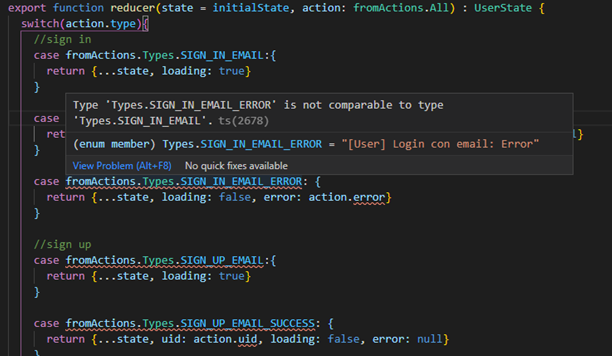 export function reducer(state = initialState, action: fromActions.All) : UserState {
switch(action.type){
//sign in
case fromActions.Types.SIGN_IN_EMAIL:{
return {...state, loading: true}
}
case
Type 'Types.SIGN_IN_EMAIL_ERROR' is not comparable to type
'Types.SIGN_IN_EMAIL'. ts(2678)
(enum member) Types.SIGN_IN_EMAIL_ERROR = "[User] Login con email: Error"
View Problem (Alt+F8) No quick fixes available
ret l}
}
case fromActions.Types.SIGN_IN_EMAIL_ERROR: {
return {...state, loading: false, error: action.error}
}
//sign up
case fromActions.Types.SIGN_UP_EMAIL:{
return {...state, loading: true}
}
case fromActions.Types.SIGN_UP_EMAIL_SUCCESS: {
return {...state, uid: action.uid, loading: false, error: null}
}